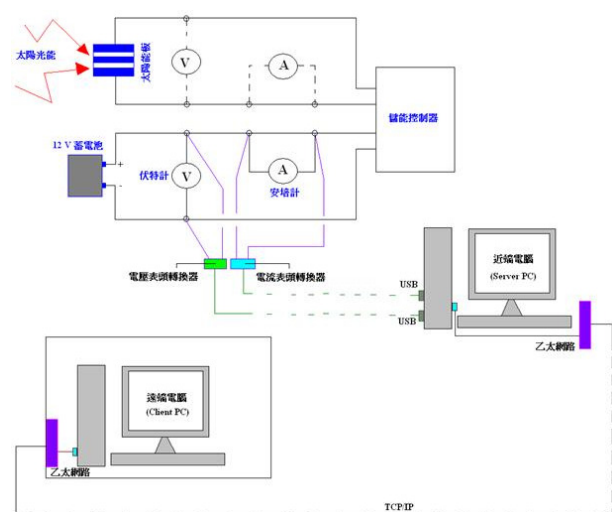 太陽光能
太陽能板
V
A
儲能控制器
12 V 蓄電池
+
-
伏特計
V
A
安培計
電壓表頭轉換器
電流表頭轉換器
USB
USB
近端電腦
(Server PC)
乙太網路
遠端電腦
(Client PC)
乙太網路
TCP/IP